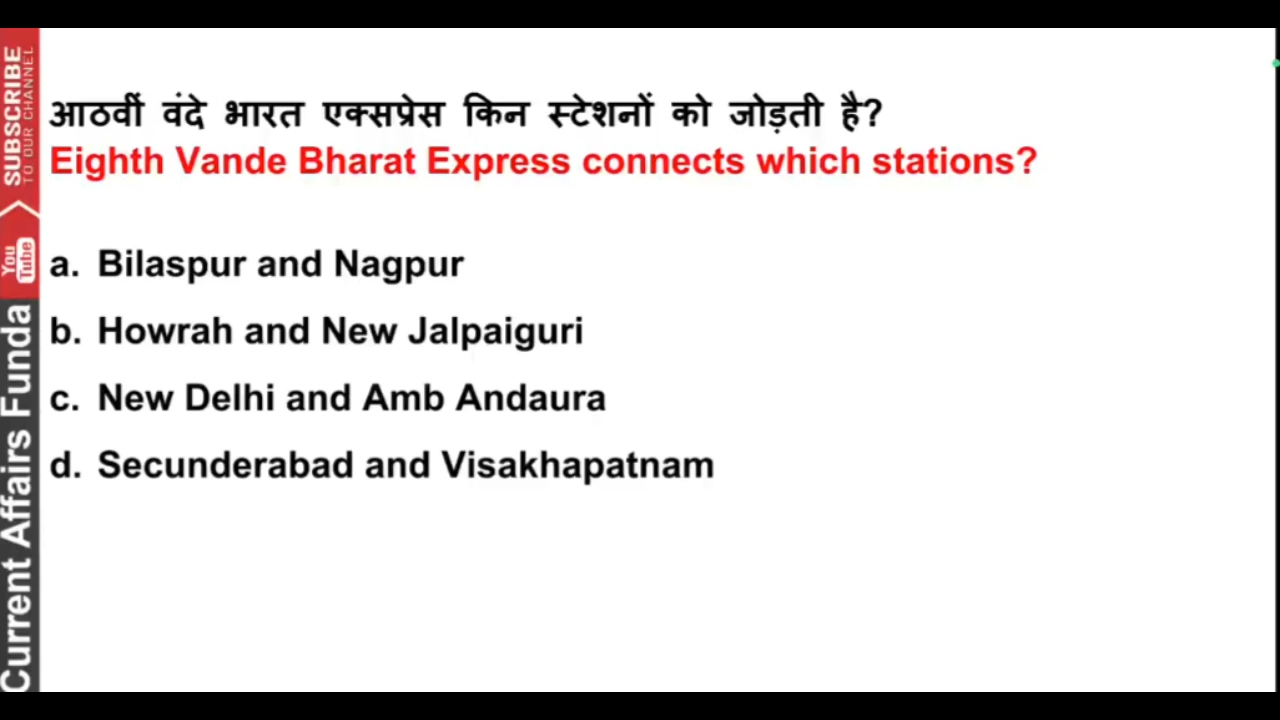 आठवीं वंदे भारत एक्सप्रेस किन स्टेशनों को जोड़ती है?
Eighth Vande Bharat Express connects which stations?
a. Bilaspur and Nagpur
b. Howrah and New Jalpaiguri
c. New Delhi and Amb Andaura
d. Secunderabad and Visakhapatnam
SUBSCRIBE
TO OUR CHANNEL
You
Tube
Current Affairs Funda